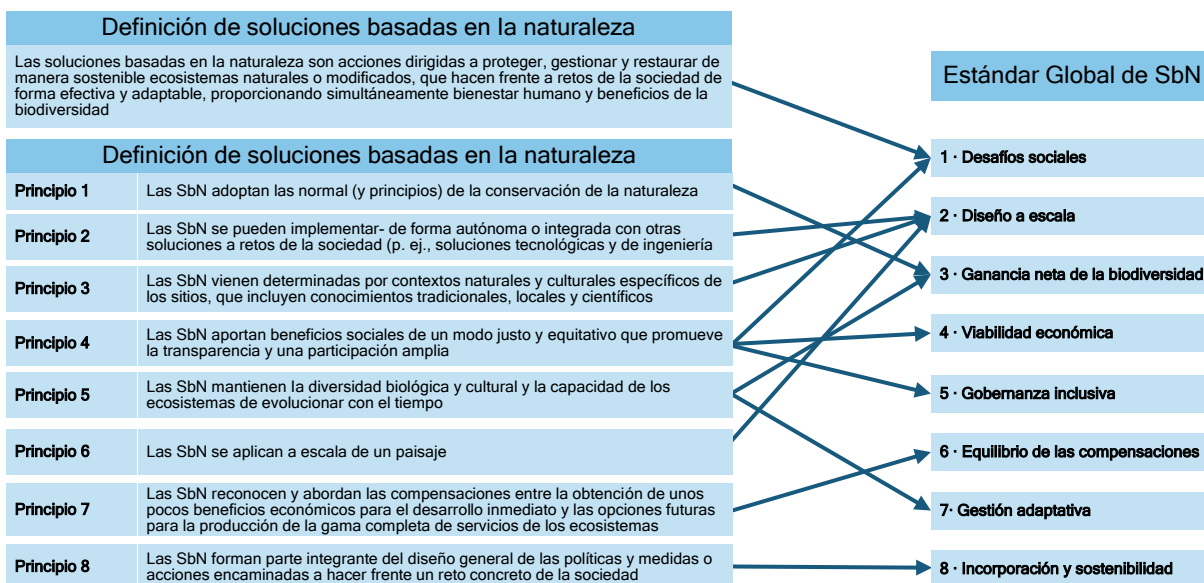 Definición de soluciones basadas en la naturaleza
Las soluciones basadas en la naturaleza son acciones dirigidas a proteger, gestionar y restaurar de
manera sostenible ecosistemas naturales o modificados, que hacen frente a retos de la sociedad de
forma efectiva y adaptable, proporcionando simultáneamente bienestar humano y beneficios de la
biodiversidad
Definición de soluciones basadas en la naturaleza
Principio 1
Las SbN adoptan las normal (y principios) de la conservación de la naturaleza
Principio 2
Las SbN se pueden implementar- de forma autónoma o integrada con otras
soluciones a retos de la sociedad (p. ej., soluciones tecnológicas y de ingeniería
Principio 3
Las SbN vienen determinadas por contextos naturales y culturales específicos de
los sitios, que incluyen conocimientos tradicionales, locales y científicos
Principio 4
Las SbN aportan beneficios sociales de un modo justo y equitativo que promueve
la transparencia y una participación amplia
Principio 5
Las SbN mantienen la diversidad biológica y cultural y la capacidad de los
ecosistemas de evolucionar con el tiempo
Principio 6
Las SbN se aplican a escala de un paisaje
Principio 7
Las SbN reconocen y abordan las compensaciones entre la obtención de unos
pocos beneficios económicos para el desarrollo inmediato y las opciones futuras
para la producción de la gama completa de servicios de los ecosistemas
Principio 8
Las SbN forman parte integrante del diseño general de las políticas y medidas o
acciones encaminadas a hacer frente un reto concreto de la sociedad
Estándar Global de SbN
1 · Desafíos sociales
2 · Diseño a escala
3 · Ganancia neta de la biodiversidad
4 · Viabilidad económica
5 · Gobernanza inclusiva
6 · Equilibrio de las compensaciones
7· Gestión adaptativa
8 · Incorporación y sostenibilidad